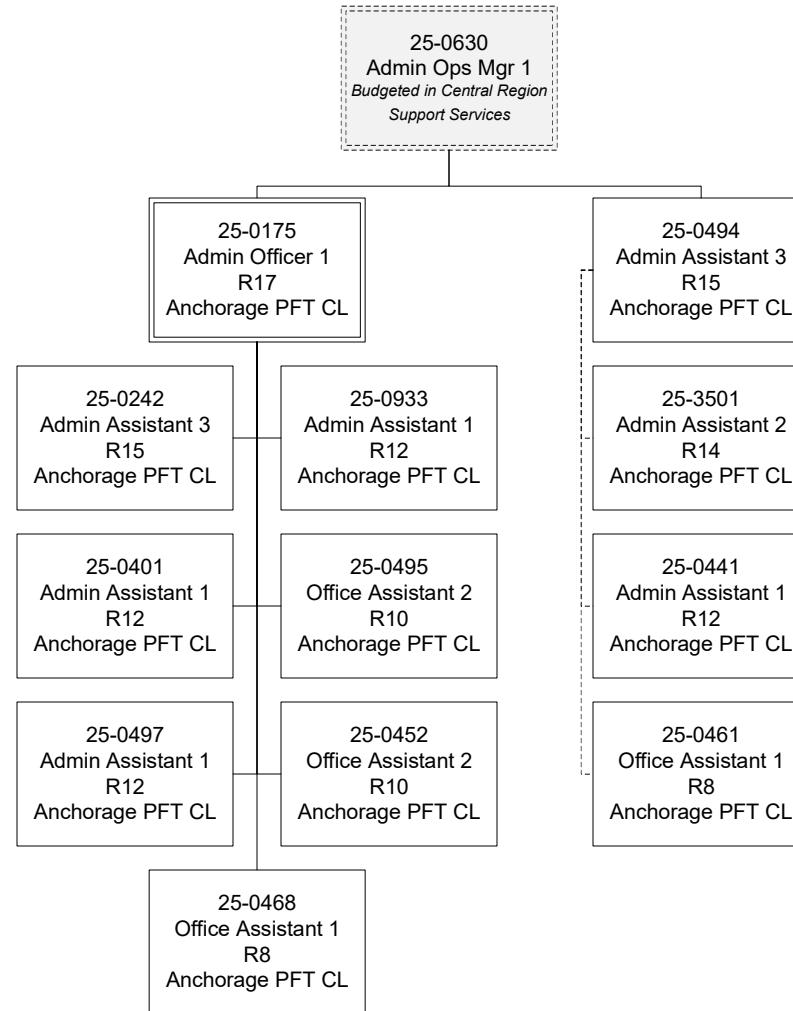 25-0630
Admin Ops Mgr 1
Budgeted in Central Region
Support Services
25-0175
Admin Officer 1
R17
Anchorage PFT CL
25-0494
Admin Assistant 3
R15
Anchorage PFT CL
25-0242
Admin Assistant 3
R15
Anchorage PFT CL
25-0933
Admin Assistant 1
R12
Anchorage PFT CL
25-3501
Admin Assistant 2
R14
Anchorage PFT CL
25-0401
Admin Assistant 1
R12
Anchorage PFT CL
25-0495
Office Assistant 2
R10
Anchorage PFT CL
25-0441
Admin Assistant 1
R12
Anchorage PFT CL
25-0497
Admin Assistant 1
R12
Anchorage PFT CL
25-0452
Office Assistant 2
R10
Anchorage PFT CL
25-0461
Office Assistant 1
R8
Anchorage PFT CL
25-0468
Office Assistant 1
R8
Anchorage PFT CL